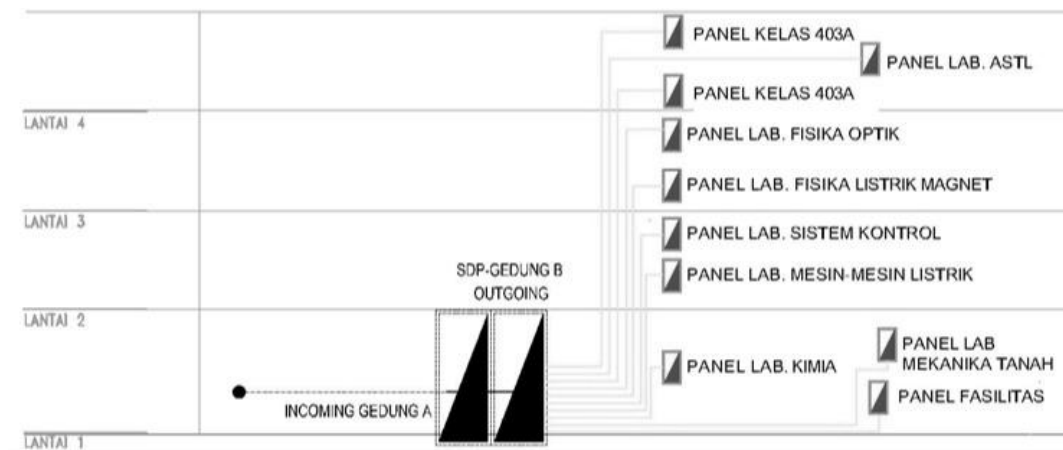 PANEL KELAS 403A
PANEL LAB. ASTL
PANEL KELAS 403A
LANTAI 4
PANEL LAB. FISIKA OPTIK
PANEL LAB. FISIKA LISTRIK MAGNET
LANTAI 3
PANEL LAB. SISTEM KONTROL
PANEL LAB. MESIN-MESIN LISTRIK
SDP-GEDUNG B
OUTGOING
LANTAI 2
PANEL LAB
MEKANIKA TANAH
PANEL LAB. KIMIA
PANEL FASILITAS
INCOMING GEDUNG A
LANTAI 1